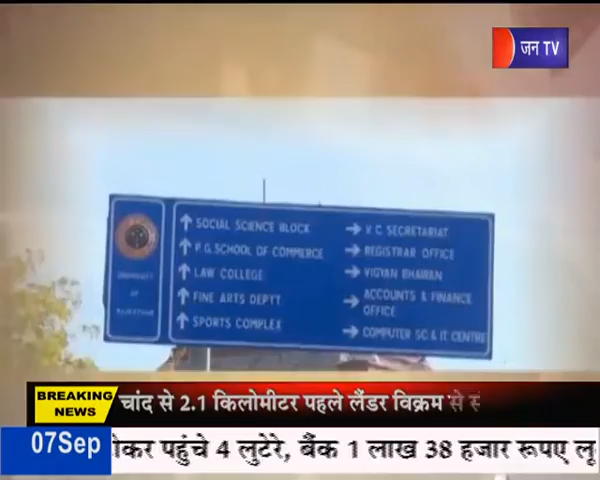 जन TV
SOCIAL SCIENCE BLOCK
P.G. SCHOOL OF COMMERCE
LAW COLLEGE
FINE ARTS DEPTT
SPORTS COMPLEX
V.C. SECRETARIAT
REGISTRAR OFFICE
VIGYAN BHAWAN
ACCOUNTS & FINANCE
OFFICE
COMPUTER SC & IT CENTRE
UNIVERSITY
OF
RAJASTHAN
BREAKING
NEWS
चांद से 2.1 किलोमीटर पहले लैंडर विक्रम से
07Sep
पहुंचे 4 लुटेरे, बैंक 1 लाख 38 हजार रूपए